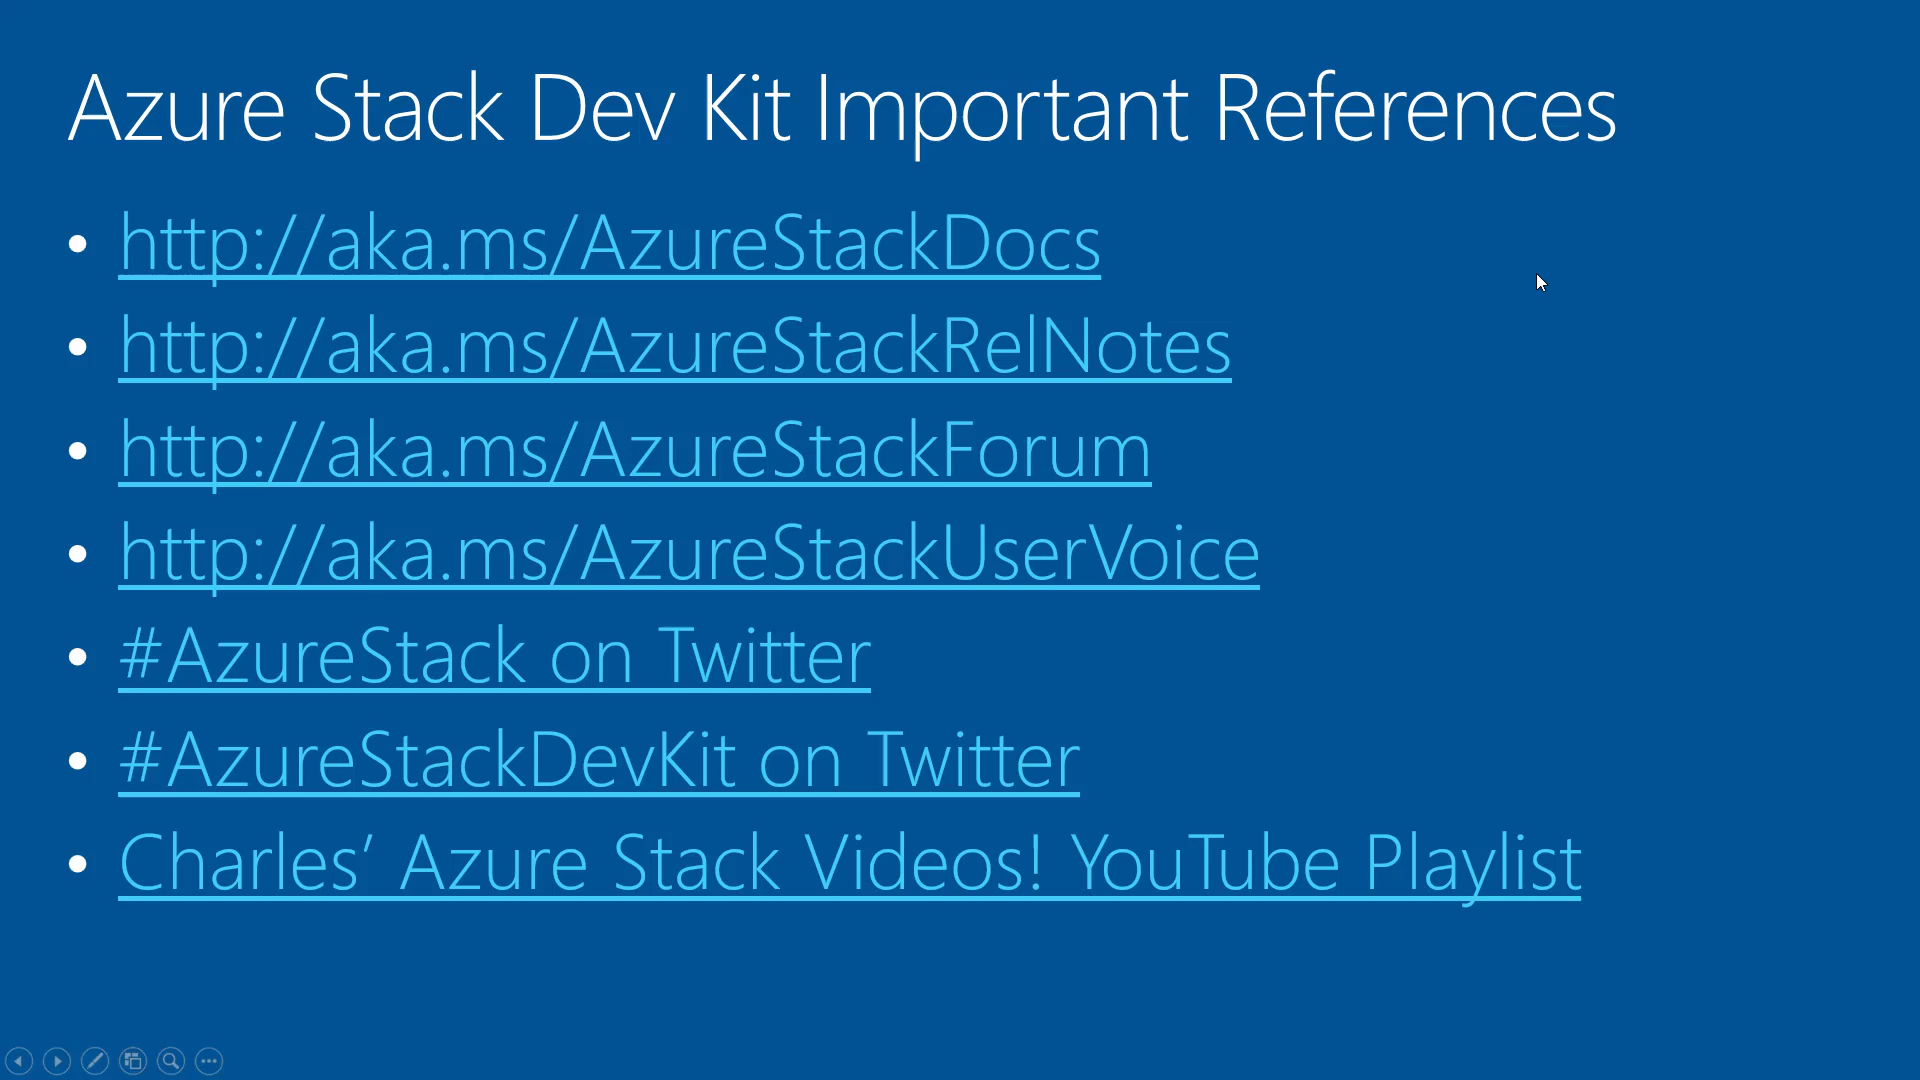 Azure Stack Dev Kit Important References
• http://aka.ms/AzureStackDocs
• http://aka.ms/AzureStackRelNotes
• http://aka.ms/AzureStackForum
• http://aka.ms/AzureStackUserVoice
• #AzureStack on Twitter
• #AzureStackDevKit on Twitter
• Charles’ Azure Stack Videos! YouTube Playlist